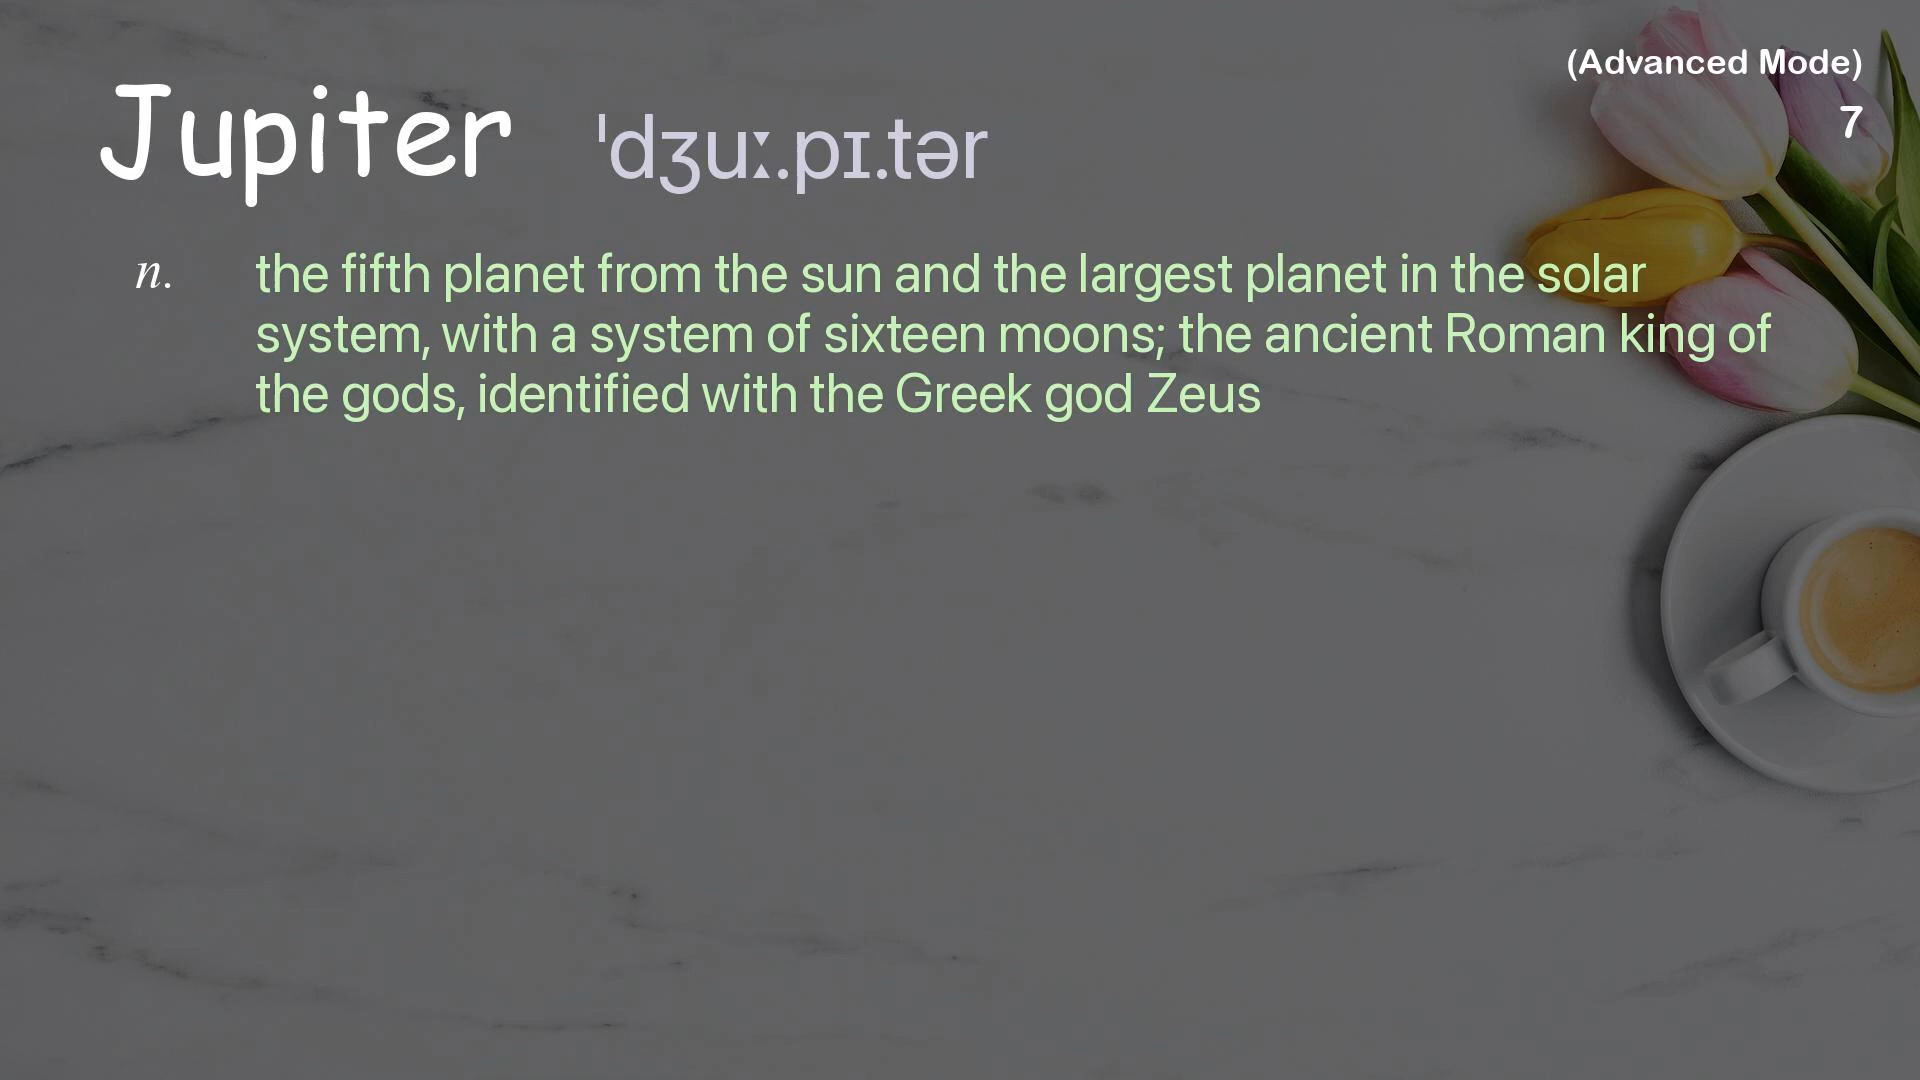 (Advanced Mode)
Jupiter ˈdʒuː.pɪ.tər
7
n. the fifth planet from the sun and the largest planet in the solar
system, with a system of sixteen moons; the ancient Roman king of
the gods, identified with the Greek god Zeus